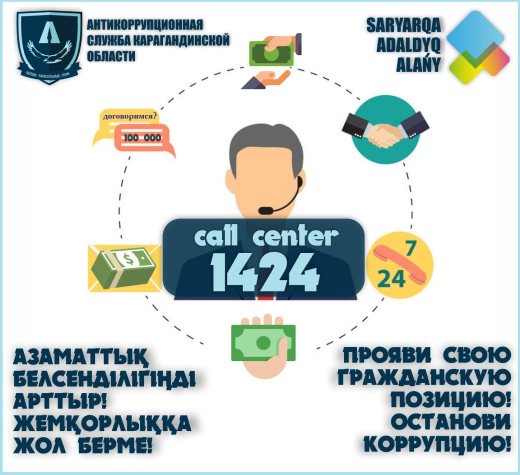 АНТИКОРРУПЦИОННАЯ
СЛУЖБА КАРАГАНДИНСКОЙ
ОБЛАСТИ
SARYARQA
ADALDYQ
ALAŃY
договоримся?
100 000
call center
1424
7
24
АЗАМАТТЫҚ
БЕЛСЕНДІЛІГІҢДІ
АРТТЫР!
ЖЕМҚОРЛЫҚҚА
ЖОЛ БЕРМЕ!
ПРОЯВИ СВОЮ
ГРАЖДАНСКУЮ
ПОЗИЦИЮ!
ОСТАНОВИ
КОРРУПЦИЮ!